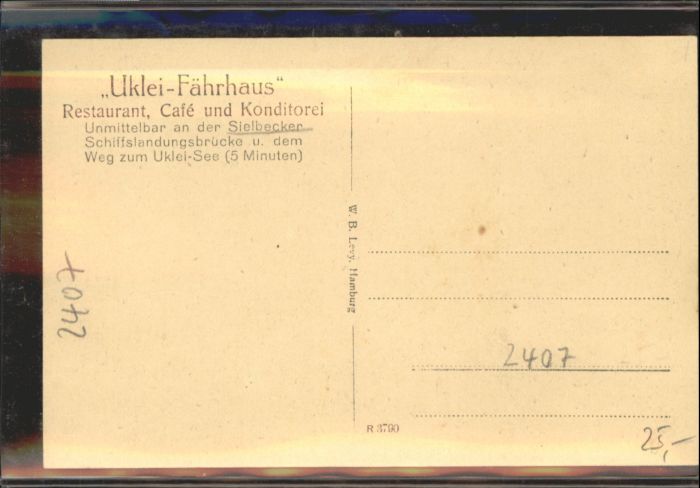 „Uklei-Fährhaus“
Restaurant, Café und Konditorei
Unmittelbar an der Sielbecker
Schiffslandungsbrücke u. dem
Weg zum Uklei-See (5 Minuten)
2407
W. B. Levy, Hamburg
2407
R 3790
25,-